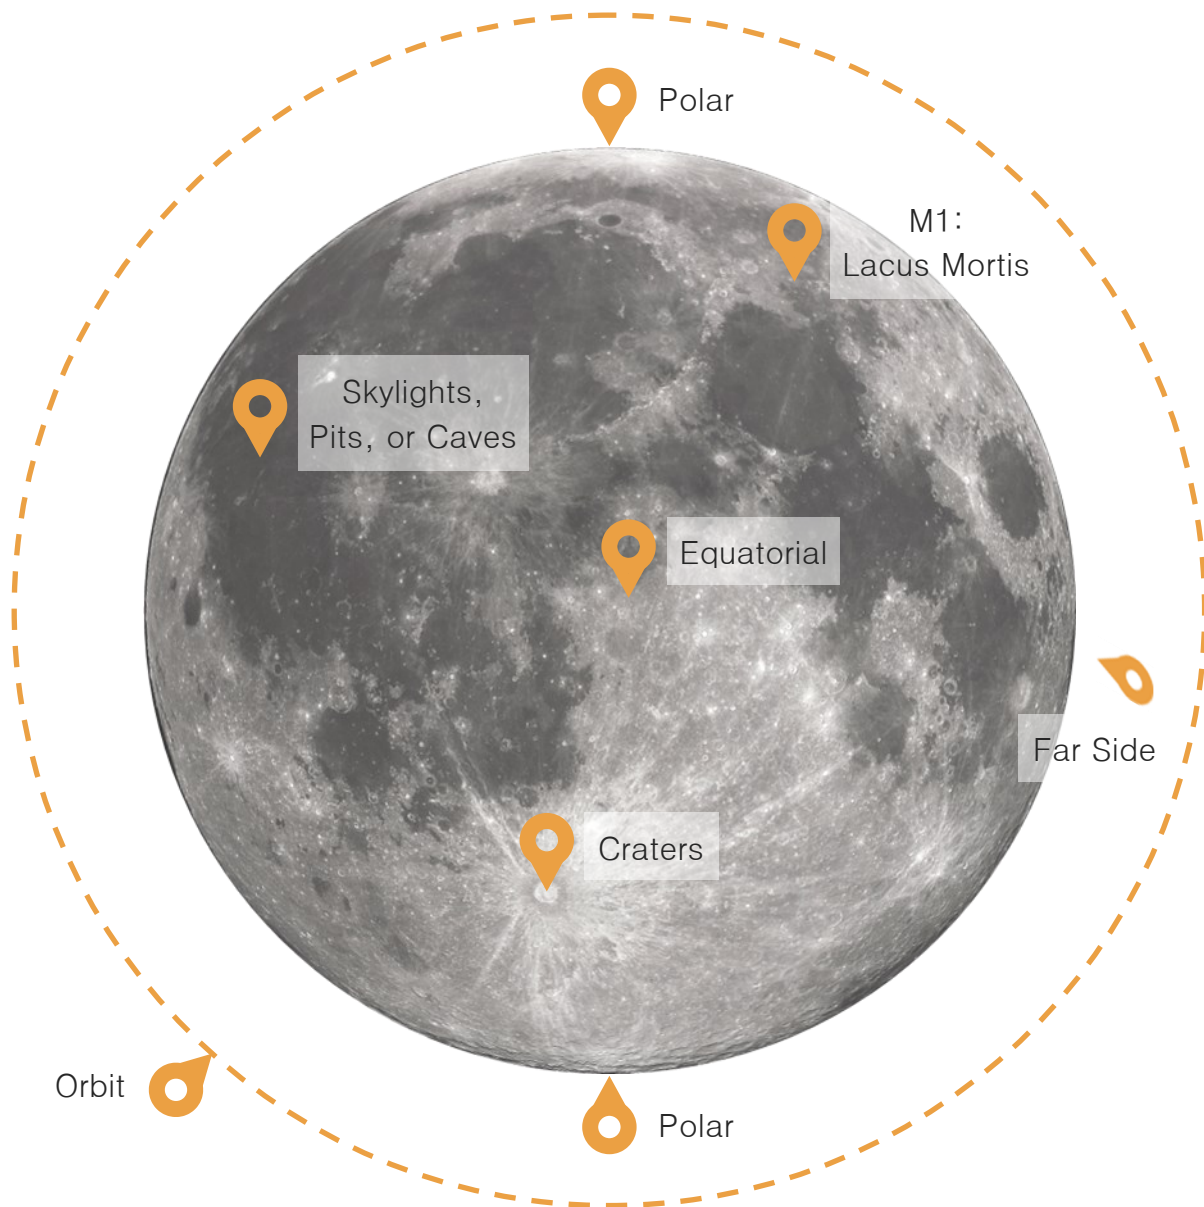 Polar
M1:
Lacus Mortis
Skylights,
Pits, or Caves
Equatorial
Far Side
Craters
Orbit
Polar